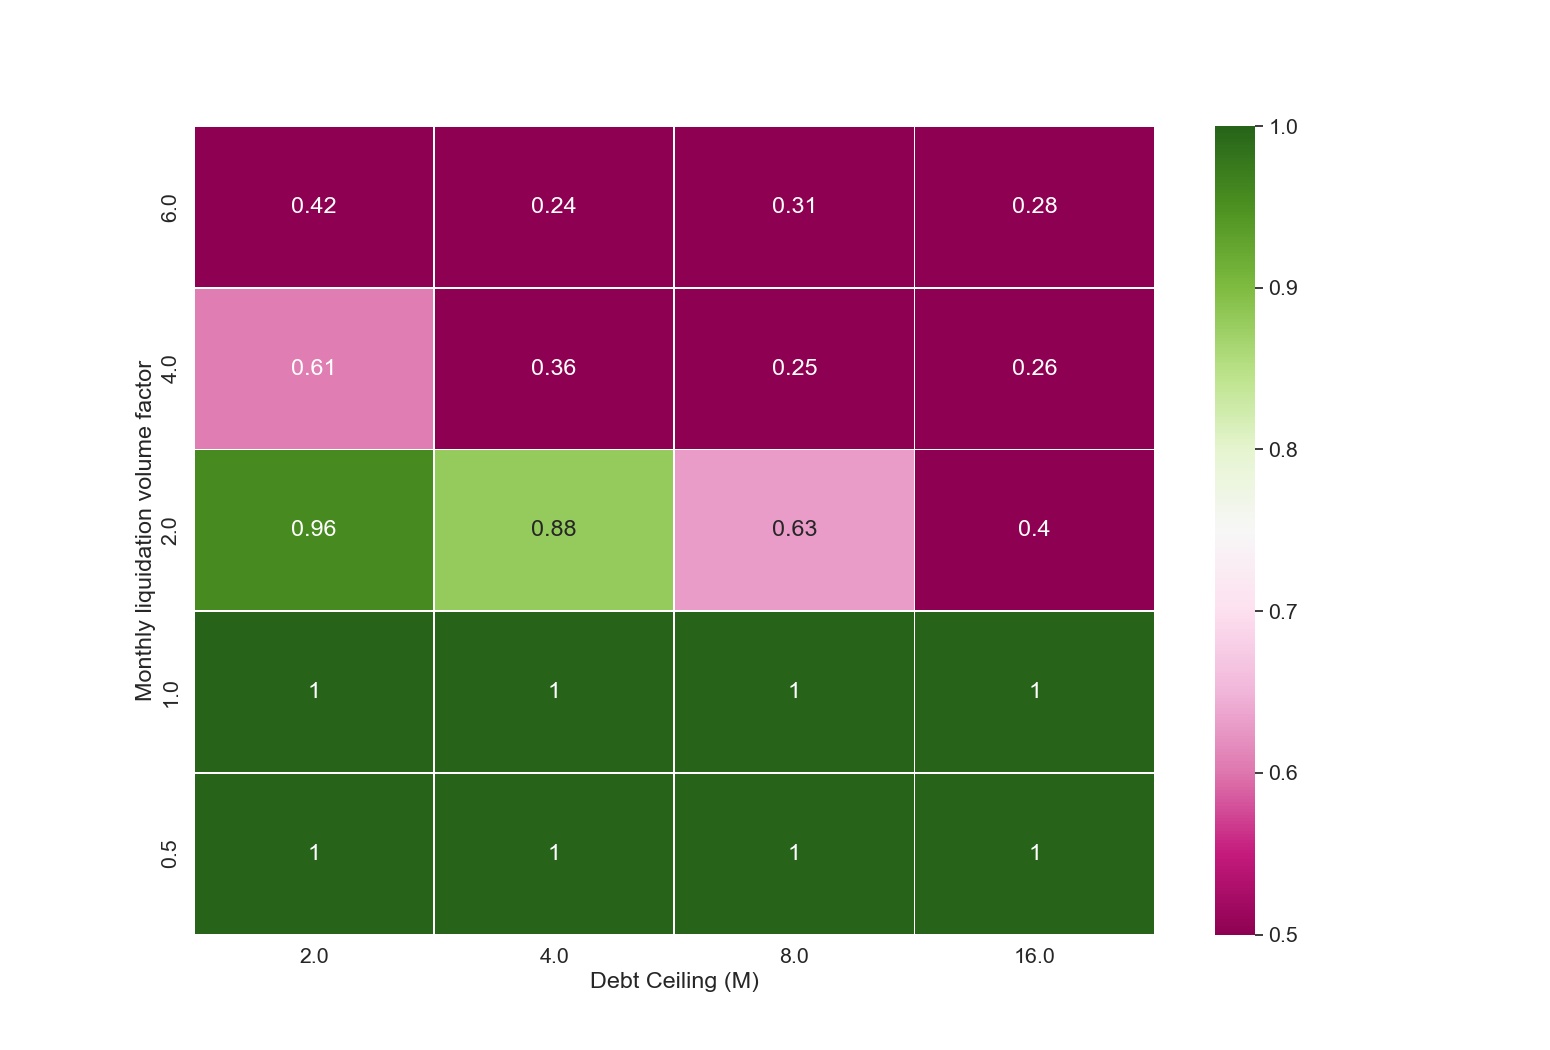 Monthly liquidation volume factor
6.0 0.42 0.24 0.31 0.28
4.0 0.61 0.36 0.25 0.26
2.0 0.96 0.88 0.63 0.4
1.0 1 1 1 1
0.5 1 1 1 1
2.0 4.0 8.0 16.0
Debt Ceiling (M)
1.0
0.9
0.8
0.7
0.6
0.5